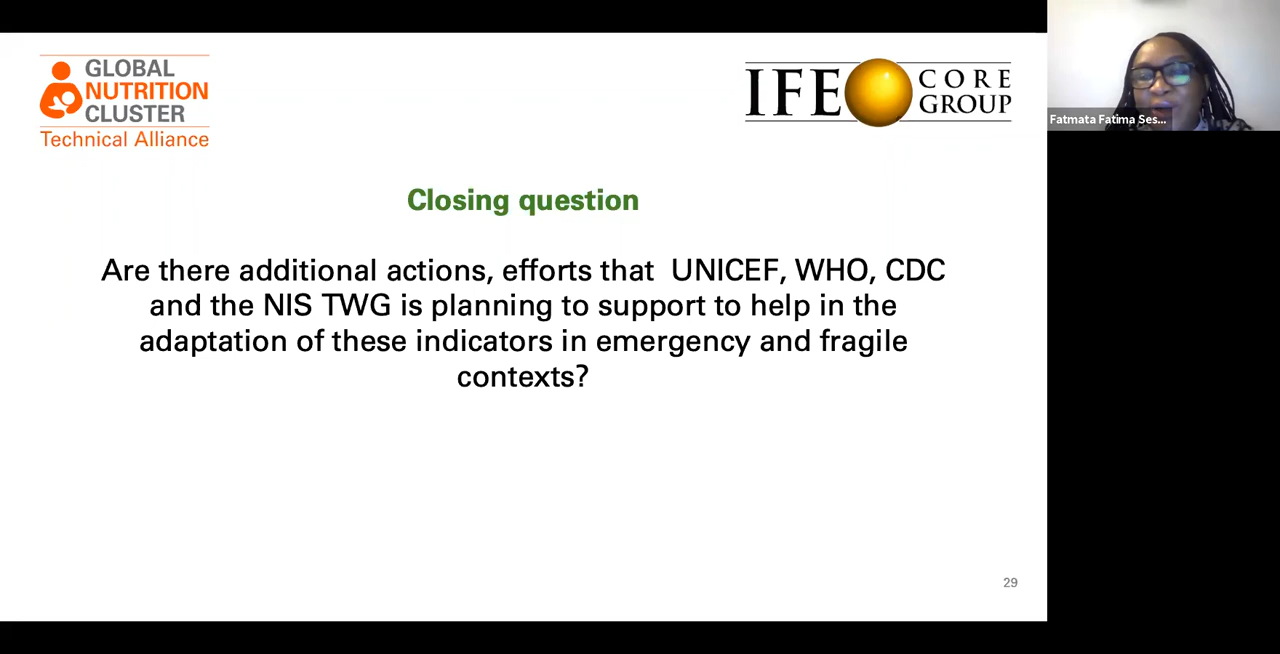 GLOBAL
NUTRITION
CLUSTER
Technical Alliance
IFE CORE
GROUP
Fatmata Fatima Ses...
Closing question
Are there additional actions, efforts that  UNICEF, WHO, CDC
and the NIS TWG is planning to support to help in the
adaptation of these indicators in emergency and fragile
contexts?
29